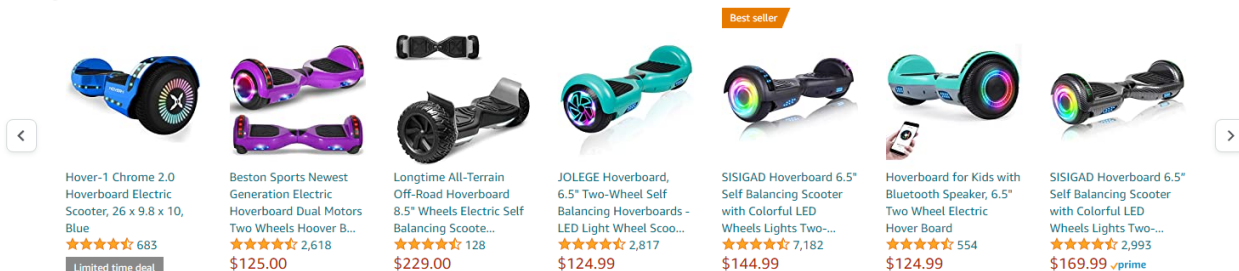 Best seller
Hover-1 Chrome 2.0
Hoverboard Electric
Scooter, 26 x 9.8 x 10,
Blue
683
Limited time deal
Beston Sports Newest
Generation Electric
Hoverboard Dual Motors
Two Wheels Hoover B...
2,618
$125.00
Longtime All-Terrain
Off-Road Hoverboard
8.5" Wheels Electric Self
Balancing Scoote...
128
$229.00
JOLEGE Hoverboard,
6.5" Two-Wheel Self
Balancing Hoverboards -
LED Light Wheel Scoo...
2,817
$124.99
SISIGAD Hoverboard 6.5"
Self Balancing Scooter
with Colorful LED
Wheels Lights Two-...
7,182
$144.99
Hoverboard for Kids with
Bluetooth Speaker, 6.5"
Two Wheel Electric
Hover Board
554
$124.99
SISIGAD Hoverboard 6.5"
Self Balancing Scooter
with Colorful LED
Wheels Lights Two-...
2,993
$169.99 prime